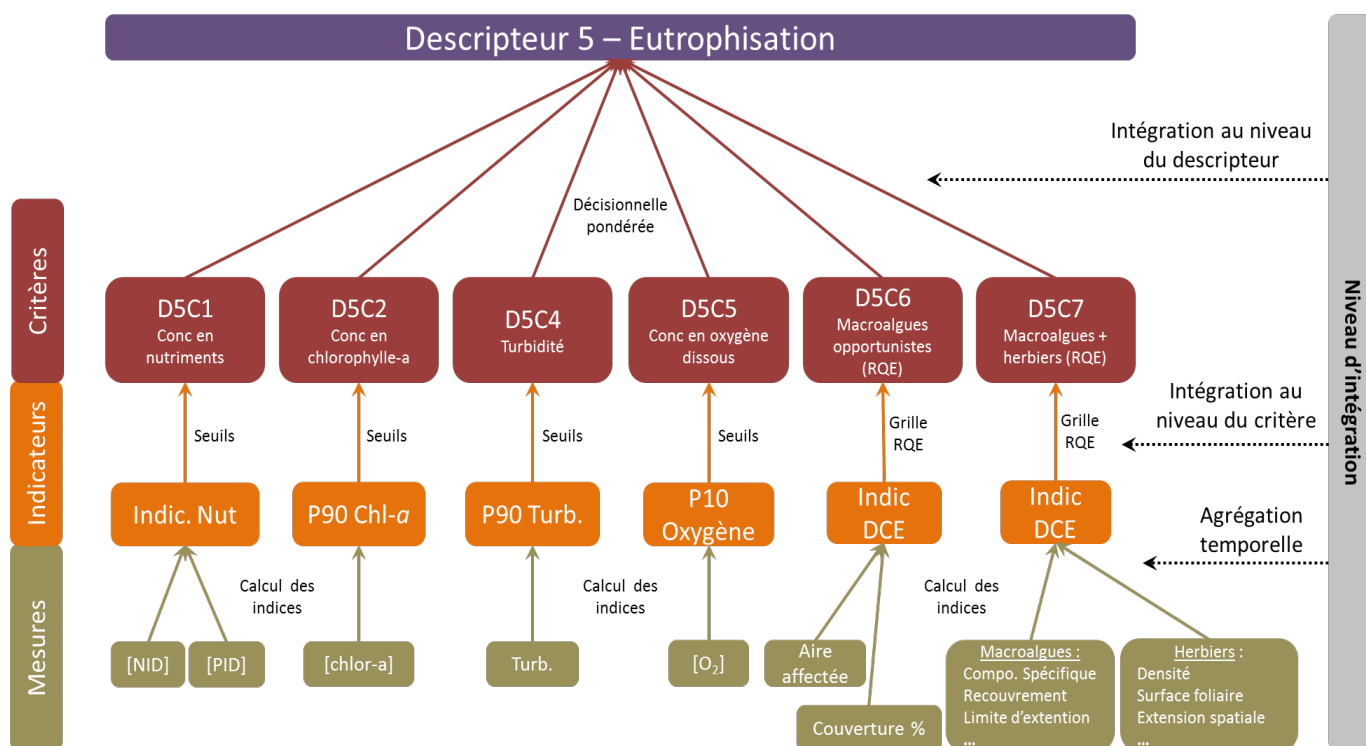 Descripteur 5 – Eutrophisation
Intégration au niveau
du descripteur
Décisionnelle
pondérée
Niveau d'intégration
Critères
D5C1
Conc en
nutriments
D5C2
Conc en
chlorophylle-a
D5C4
Turbidité
D5C5
Conc en oxygène
dissous
D5C6
Macroalgues
opportunistes
(RQE)
D5C7
Macroalgues +
herbiers (RQE)
Indicateurs
Seuils
Seuils
Seuils
Seuils
Grille
RQE
Grille
RQE
Intégration au
niveau du critère
Indic. Nut
P90 Chl-a
P90 Turb.
P10
Oxygène
Indic
DCE
Indic
DCE
Agrégation
temporelle
Mesures
Calcul des
indices
Calcul des
indices
Calcul des
indices
[NID]
[PID]
[chlor-a]
Turb.
[O₂]
Aire
affectée
Couverture %
Macroalgues :
Compo. Spécifique
Recouvrement
Limite d'extention
...
Herbiers :
Densité
Surface foliaire
Extension spatiale
...